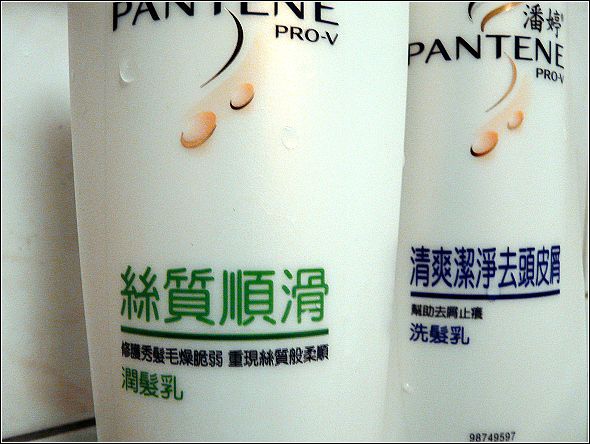 PANTENE
PRO-V
絲質順滑
修護秀髮毛燥脆弱 重現絲質般柔順
潤髮乳
潘婷
PANTENE
PRO-V
清爽潔淨去頭皮屑
幫助去屑止癢
洗髮乳
98749597